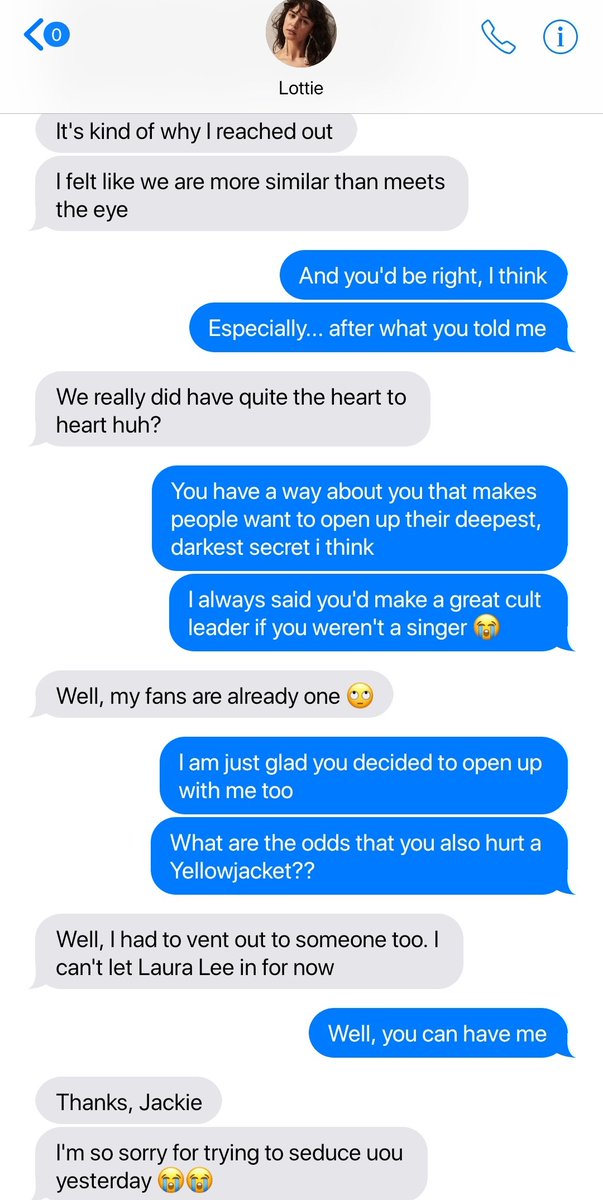 0
Lottie
It's kind of why I reached out
I felt like we are more similar than meets
the eye
And you'd be right, I think
Especially... after what you told me
We really did have quite the heart to
heart huh?
You have a way about you that makes
people want to open up their deepest,
darkest secret i think
I always said you'd make a great cult
leader if you weren't a singer 😭
Well, my fans are already one 🙄
I am just glad you decided to open up
with me too
What are the odds that you also hurt a
Yellowjacket??
Well, I had to vent out to someone too. I
can't let Laura Lee in for now
Well, you can have me
Thanks, Jackie
I'm so sorry for trying to seduce uou
yesterday 😭😭